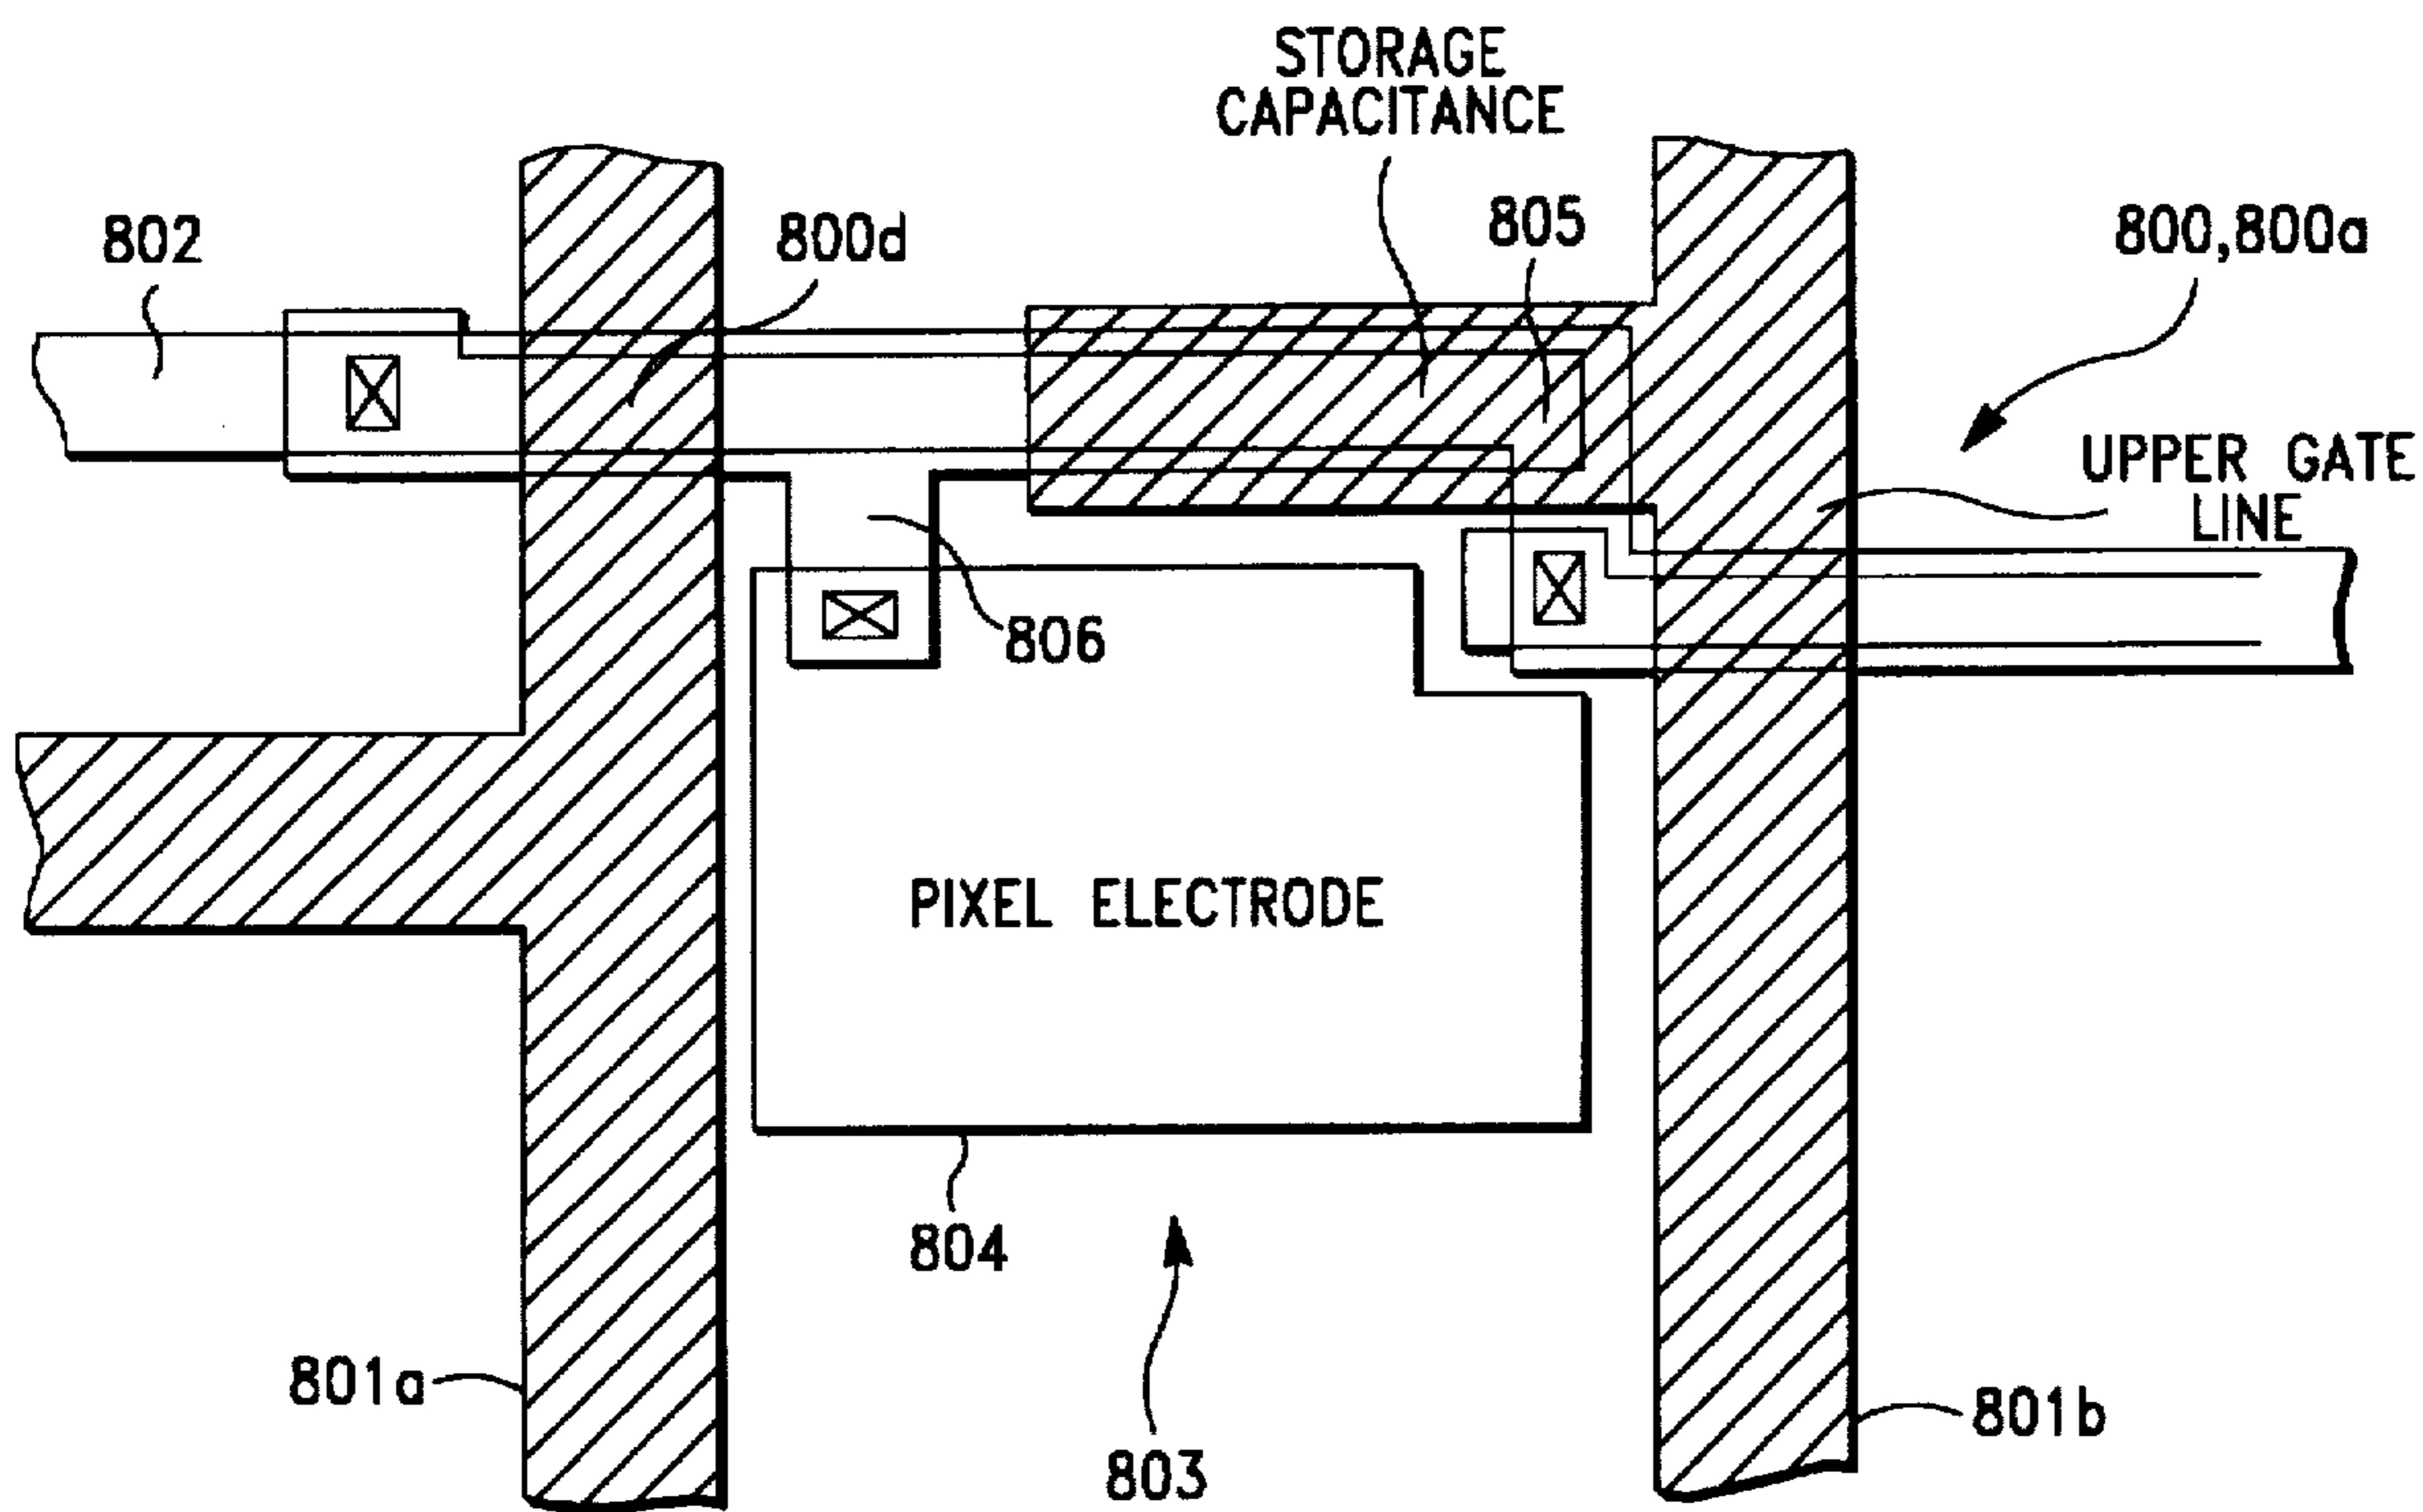 STORAGE
CAPACITANCE
802
800d
805
800,800a
UPPER GATE
LINE
806
PIXEL ELECTRODE
804
801a
803
801b